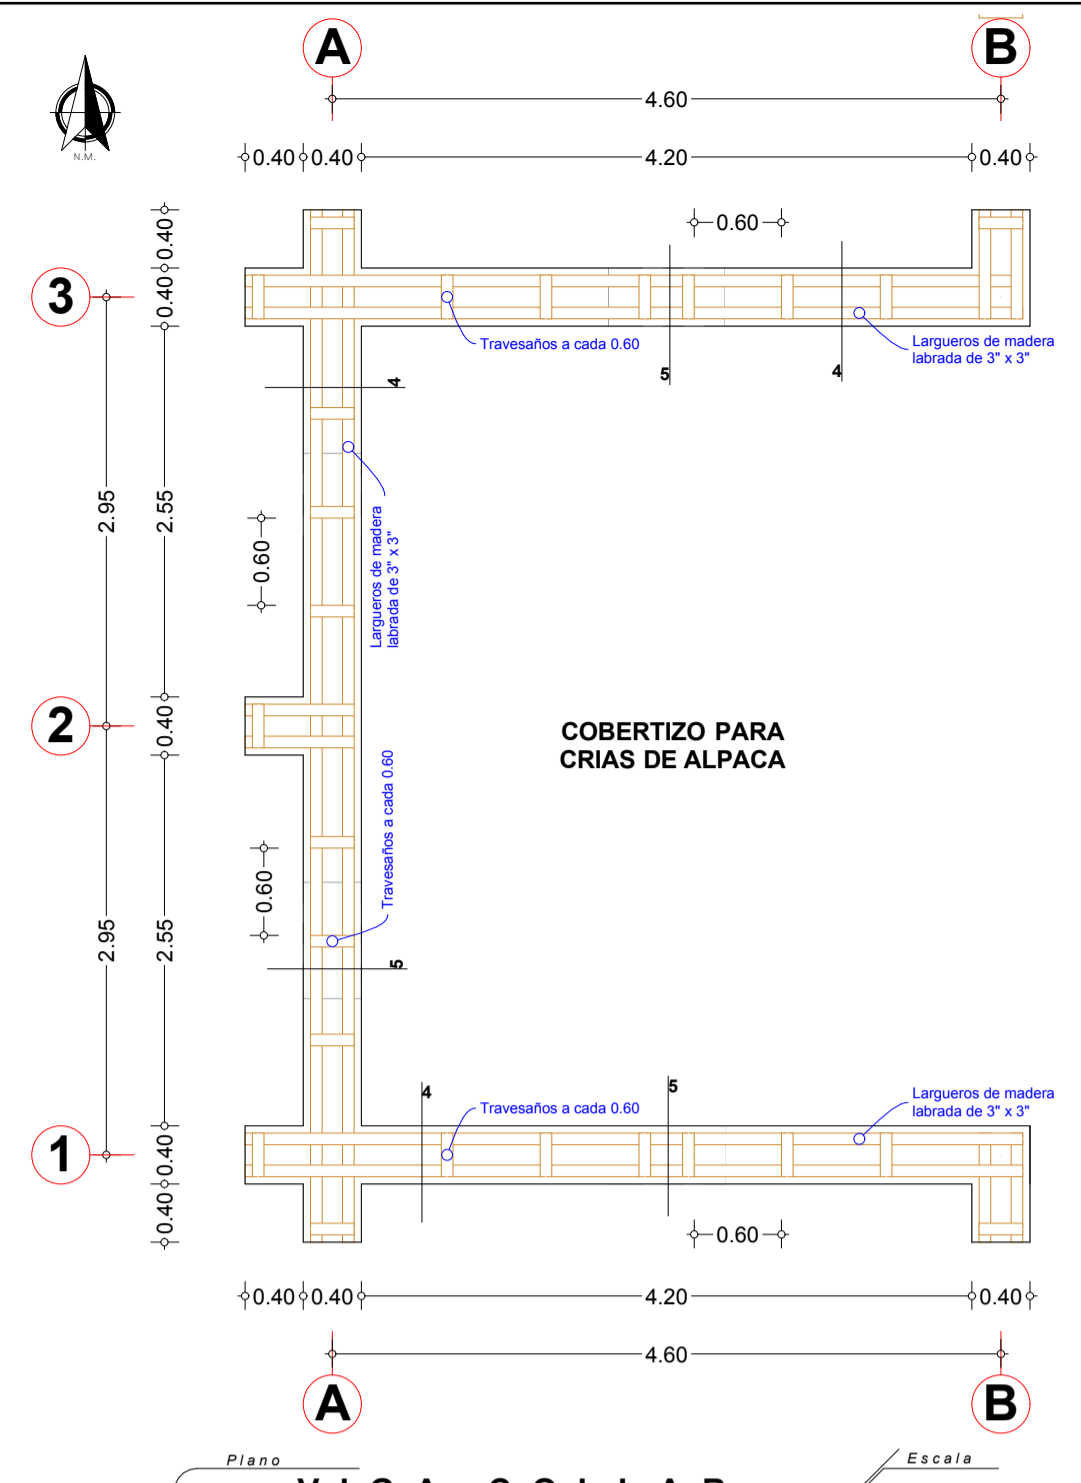 A
B
4.60
N.M.
0.40
0.40
4.20
0.40
0.40
0.60
3
0.40
Travesaños a cada 0.60
Largueros de madera
labrada de 3" x 3"
5
4
4
2.95
2.55
0.60
Largueros de madera
labrada de 3" x 3"
2
0.40
COBERTIZO PARA
CRIAS DE ALPACA
Travesaños a cada 0.60
0.60
2.95
2.55
5
4
5
Travesaños a cada 0.60
Largueros de madera
labrada de 3" x 3"
1
0.40
0.40
0.60
0.40
0.40
4.20
0.40
4.60
A
B
Plano
Escala